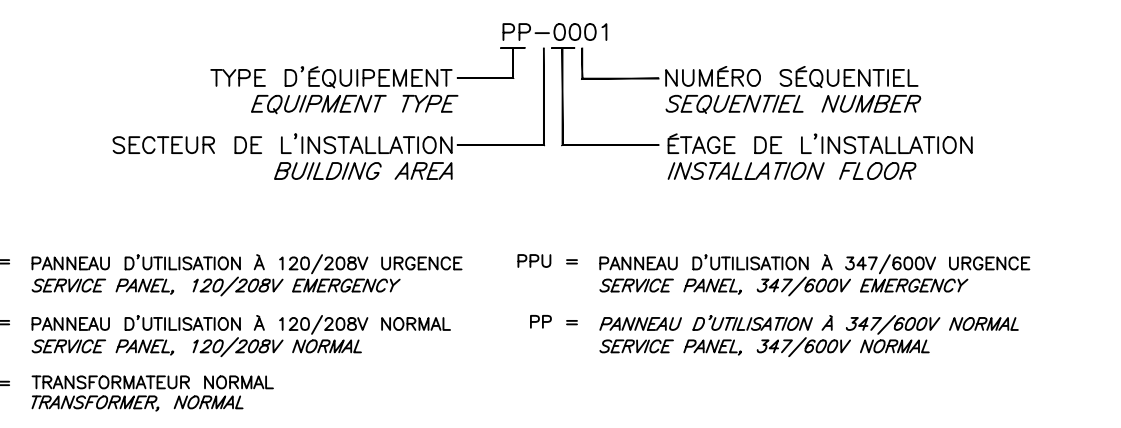 PP-0001
TYPE D'ÉQUIPEMENT
EQUIPMENT TYPE
NUMÉRO SÉQUENTIEL
SEQUENTIEL NUMBER
SECTEUR DE L'INSTALLATION
BUILDING AREA
ÉTAGE DE L'INSTALLATION
INSTALLATION FLOOR
= PANNEAU D'UTILISATION À 120/208V URGENCE
SERVICE PANEL, 120/208V EMERGENCY
= PANNEAU D'UTILISATION À 120/208V NORMAL
SERVICE PANEL, 120/208V NORMAL
= TRANSFORMATEUR NORMAL
TRANSFORMER, NORMAL
PPU = PANNEAU D'UTILISATION À 347/600V URGENCE
SERVICE PANEL, 347/600V EMERGENCY
PP = PANNEAU D'UTILISATION À 347/600V NORMAL
SERVICE PANEL, 347/600V NORMAL